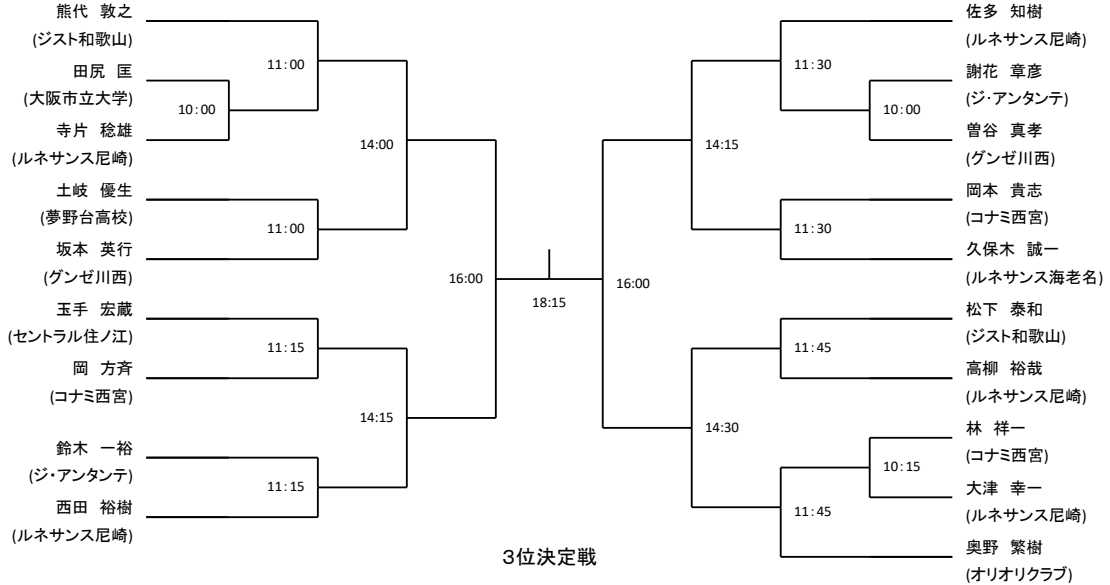 熊代 敦之
(ジスト和歌山)
田尻 匡
(大阪市立大学)
寺片 稔雄
(ルネサンス尼崎)
土岐 優生
(夢野台高校)
坂本 英行
(グンゼ川西)
玉手 宏蔵
(セントラル住ノ江)
岡 方斉
(コナミ西宮)
鈴木 一裕
(ジ・アンタンテ)
西田 裕樹
(ルネサンス尼崎)
10:00
11:00
11:00
11:15
11:15
14:00
14:15
16:00
18:15
16:00
14:15
14:30
11:30
11:30
11:45
11:45
10:00
10:15
佐多 知樹
(ルネサンス尼崎)
謝花 章彦
(ジ・アンタンテ)
曽谷 真孝
(グンゼ川西)
岡本 貴志
(コナミ西宮)
久保木 誠一
(ルネサンス海老名)
松下 泰和
(ジスト和歌山)
高柳 裕哉
(ルネサンス尼崎)
林 祥一
(コナミ西宮)
大津 幸一
(ルネサンス尼崎)
奥野 繁樹
(オリオリクラブ)
3位決定戦